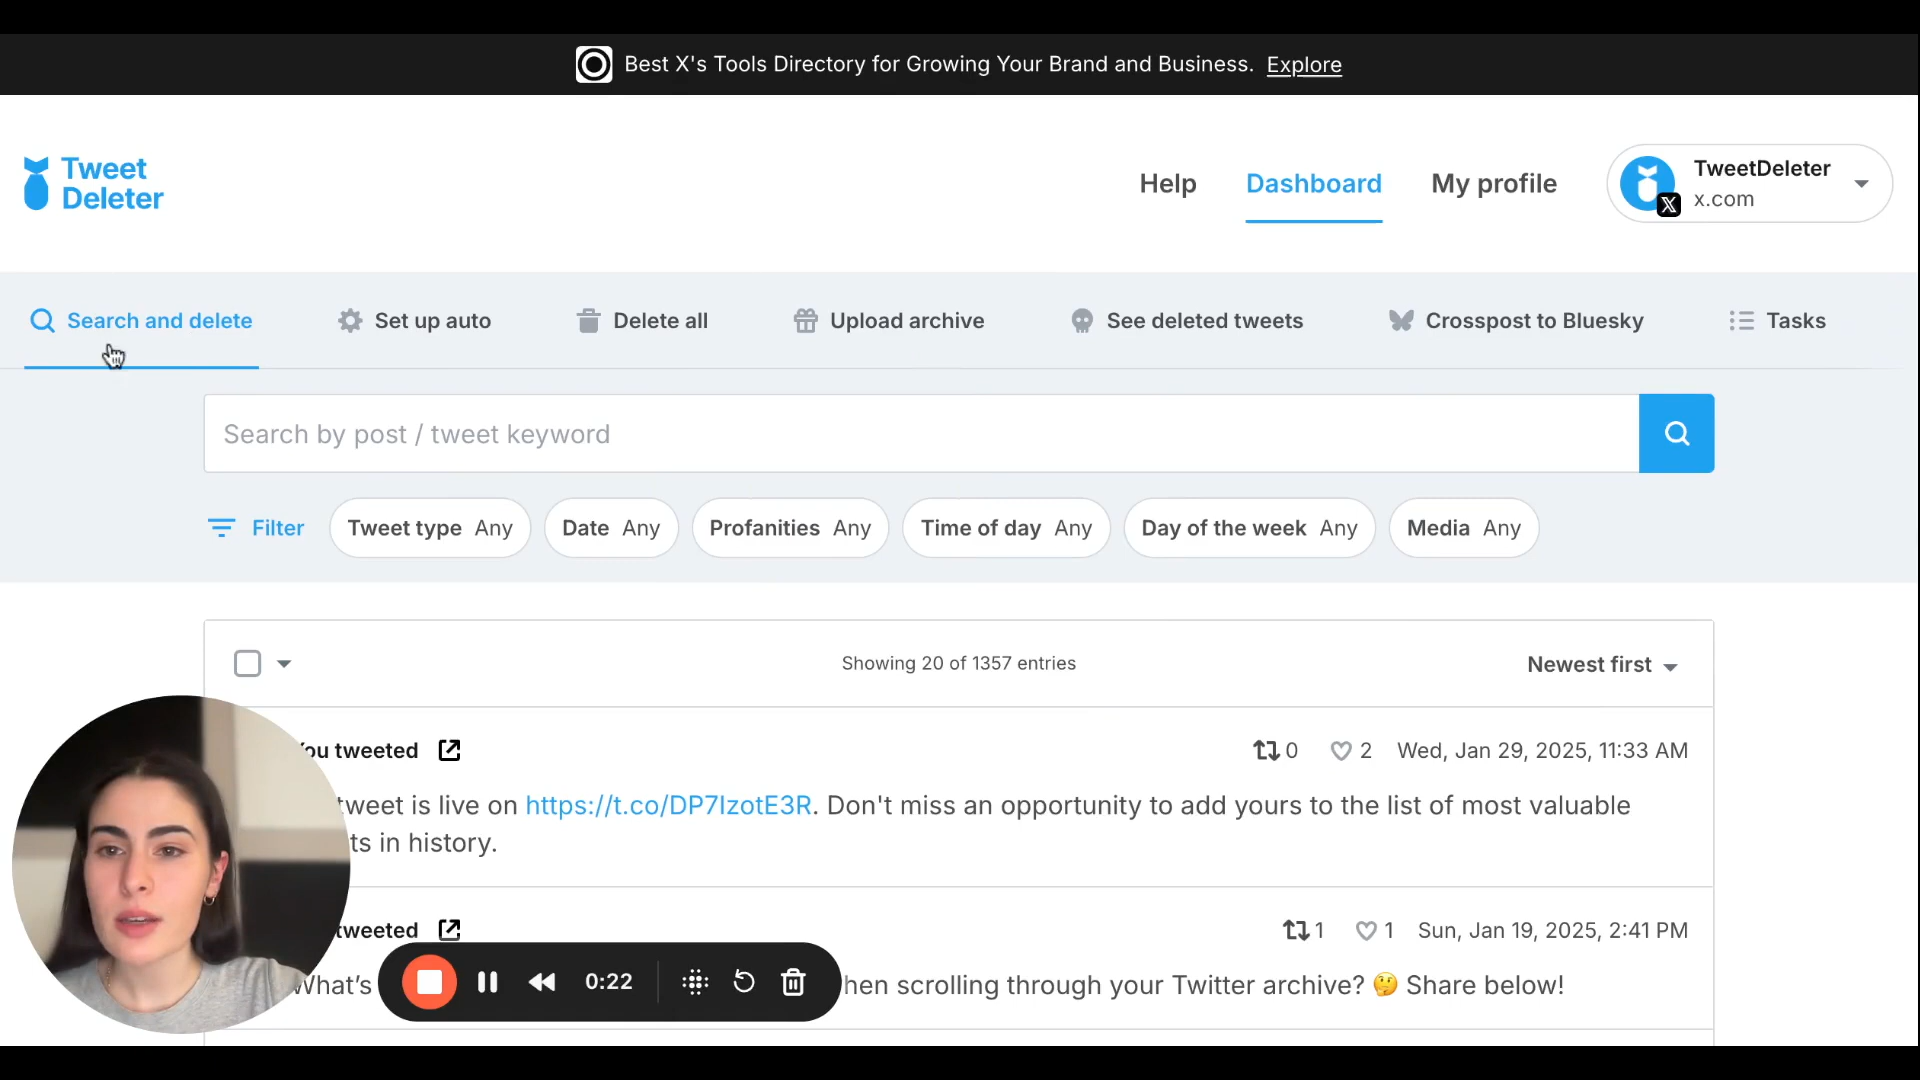 Best X's Tools Directory for Growing Your Brand and Business. Explore
Tweet
Deleter
Help
Dashboard
My profile
TweetDeleter
x.com
Search and delete
Set up auto
Delete all
Upload archive
See deleted tweets
Crosspost to Bluesky
Tasks
Search by post / tweet keyword
Filter
Tweet type Any
Date Any
Profanities Any
Time of day Any
Day of the week Any
Media Any
Showing 20 of 1357 entries
Newest first
You tweeted
0
2
Wed, Jan 29, 2025, 11:33 AM
tweet is live on https://t.co/DP7IzotE3R. Don't miss an opportunity to add yours to the list of most valuable
ts in history.
tweeted
1
1
Sun, Jan 19, 2025, 2:41 PM
What's
hen scrolling through your Twitter archive? 🤔 Share below!
0:22